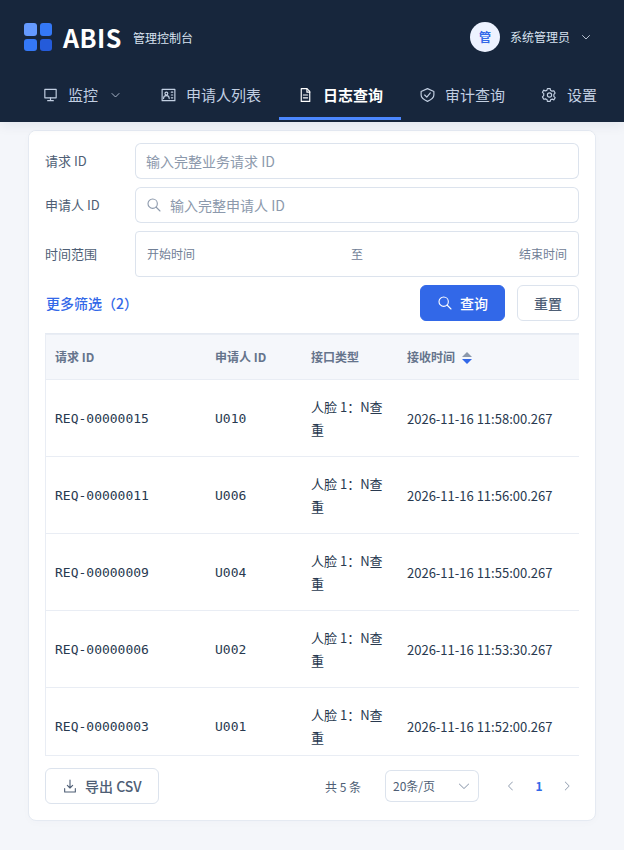 ABIS 管理控制台 管 系统管理员
监控 申请人列表 日志查询 审计查询 设置
请求 ID 输入完整业务请求 ID
申请人 ID 输入完整申请人 ID
时间范围 开始时间 至 结束时间
更多筛选（2） 查询 重置
请求 ID 申请人 ID 接口类型 接收时间
REQ-00000015 U010 人脸 1：N查重 2026-11-16 11:58:00.267
REQ-00000011 U006 人脸 1：N查重 2026-11-16 11:56:00.267
REQ-00000009 U004 人脸 1：N查重 2026-11-16 11:55:00.267
REQ-00000006 U002 人脸 1：N查重 2026-11-16 11:53:30.267
REQ-00000003 U001 人脸 1：N查重 2026-11-16 11:52:00.267
导出 CSV 共 5 条 20条/页 1